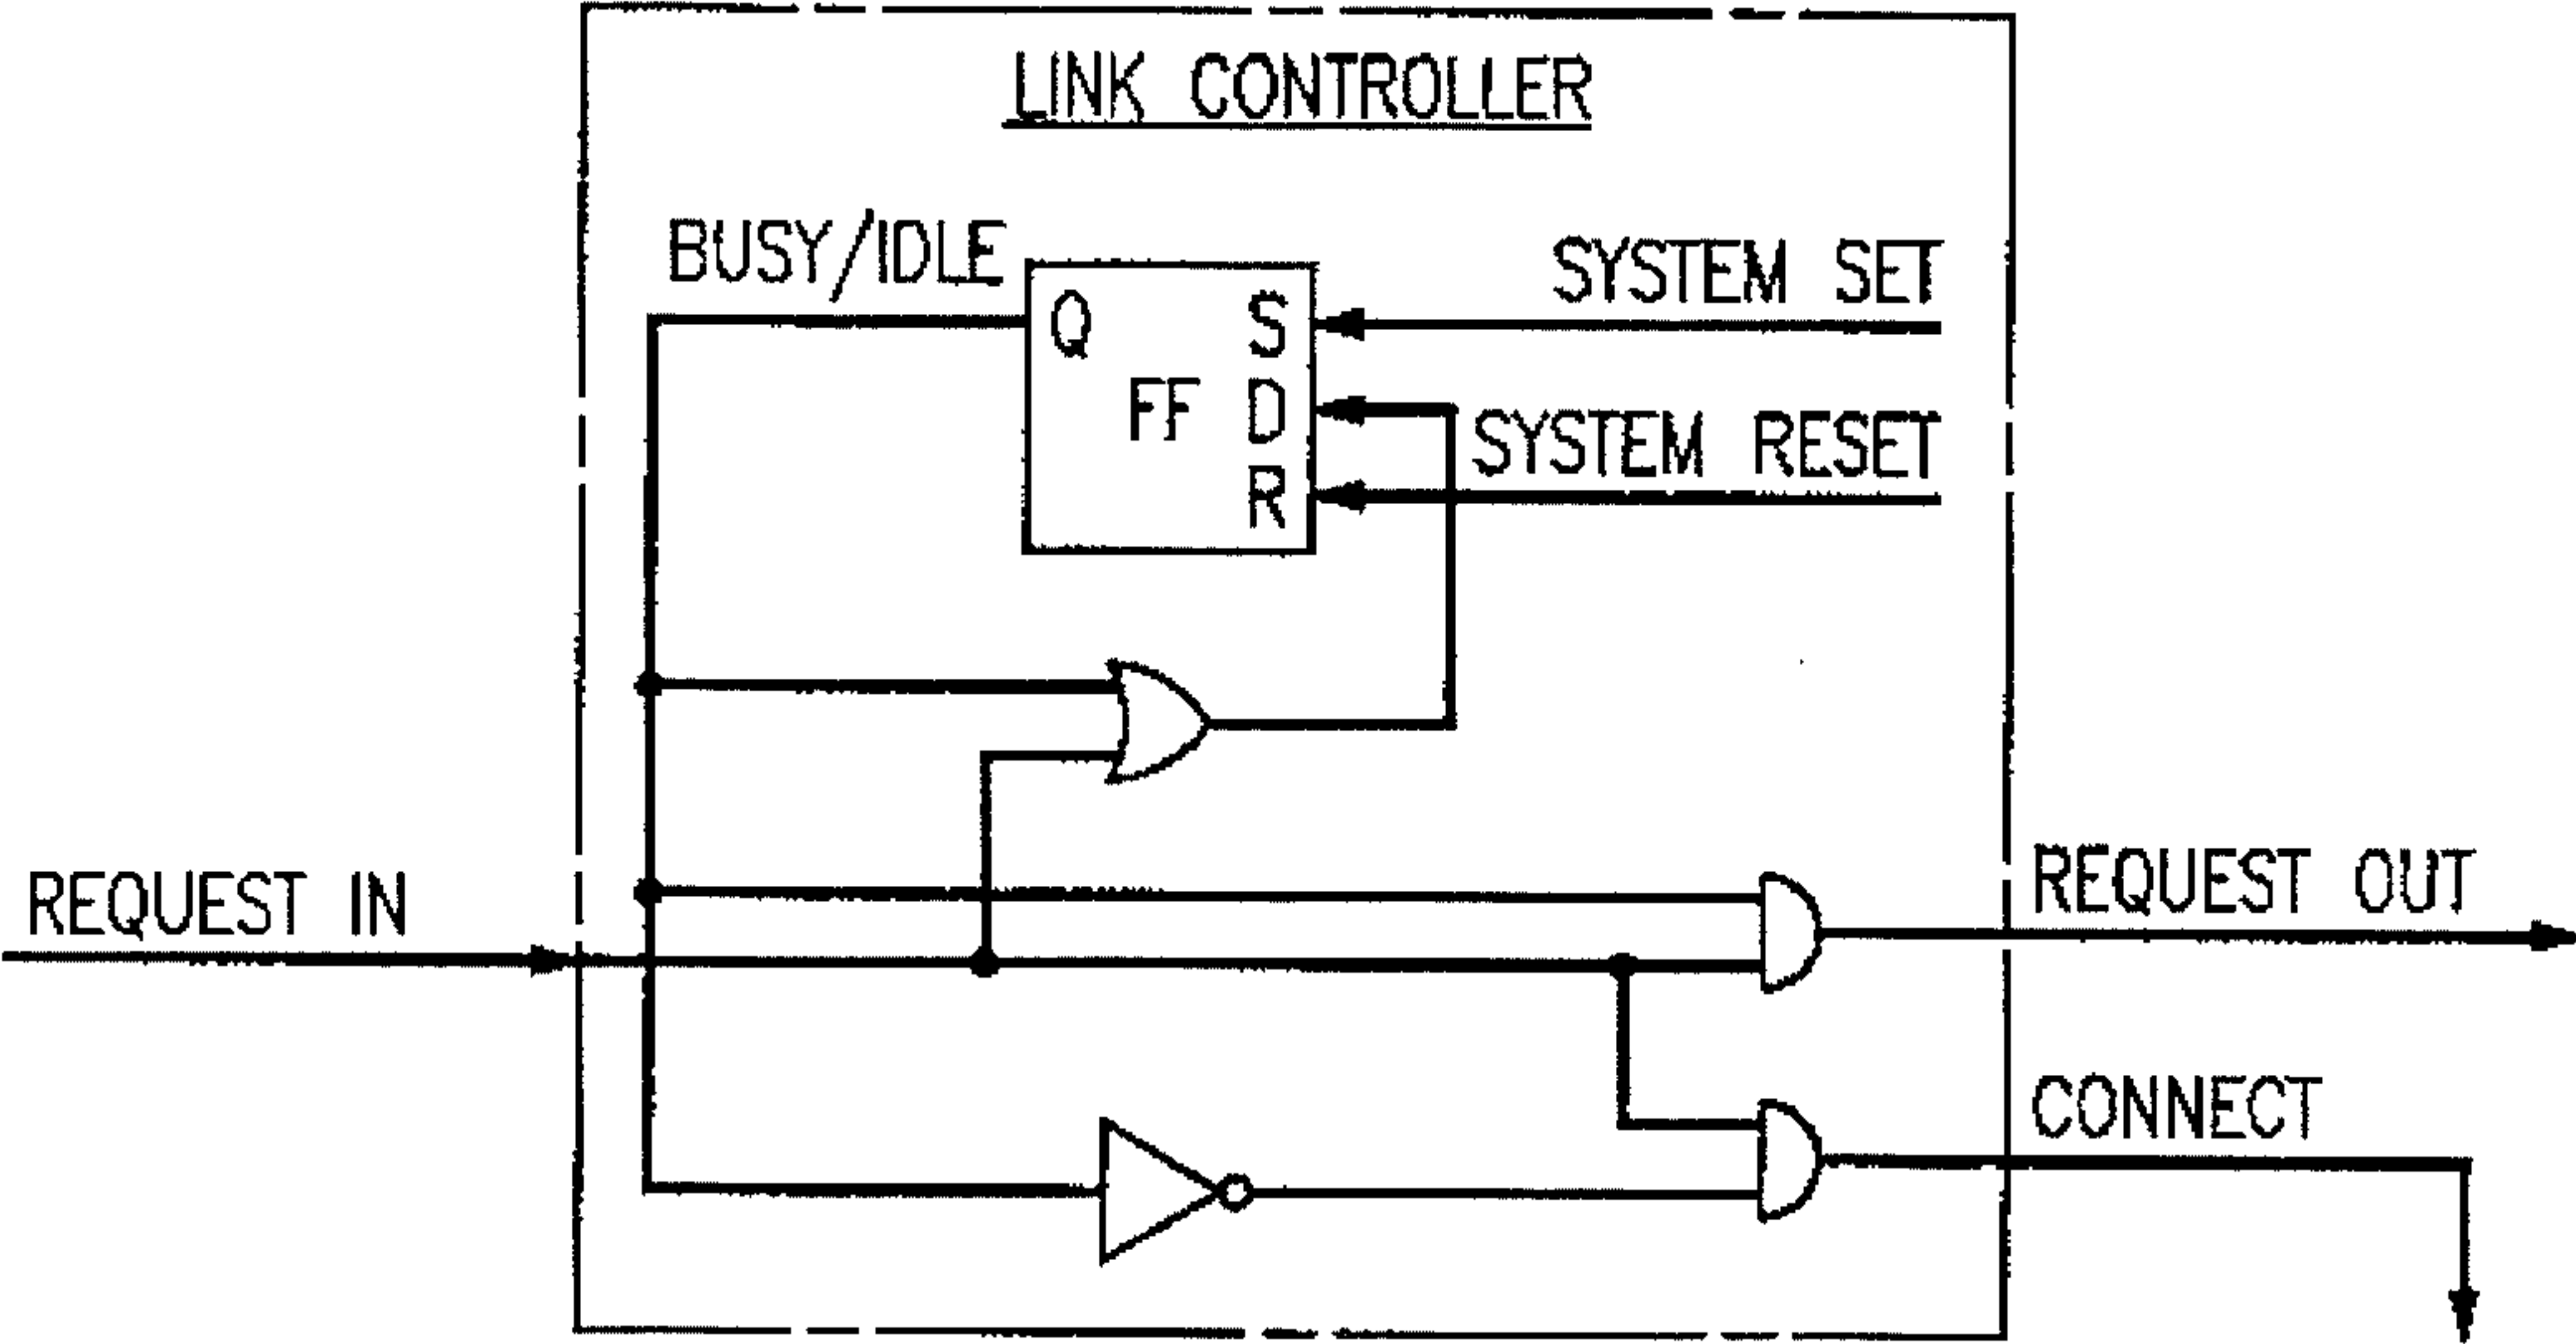 LINK CONTROLLER
BUSY/IDLE
SYSTEM SET
Q
S
FF
D
SYSTEM RESET
R
REQUEST IN
REQUEST OUT
CONNECT